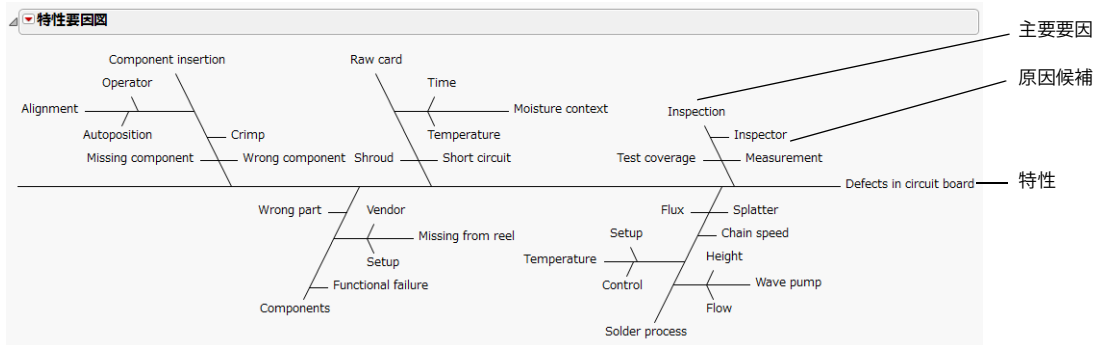 特性要因図
主要要因
原因候補
特性
Component insertion
Operator
Alignment
Autoposition
Crimp
Missing component
Wrong component
Raw card
Time
Moisture context
Temperature
Shroud
Short circuit
Inspection
Inspector
Test coverage
Measurement
Defects in circuit board
Wrong part
Vendor
Missing from reel
Setup
Functional failure
Components
Flux
Splatter
Chain speed
Setup
Temperature
Control
Height
Wave pump
Flow
Solder process